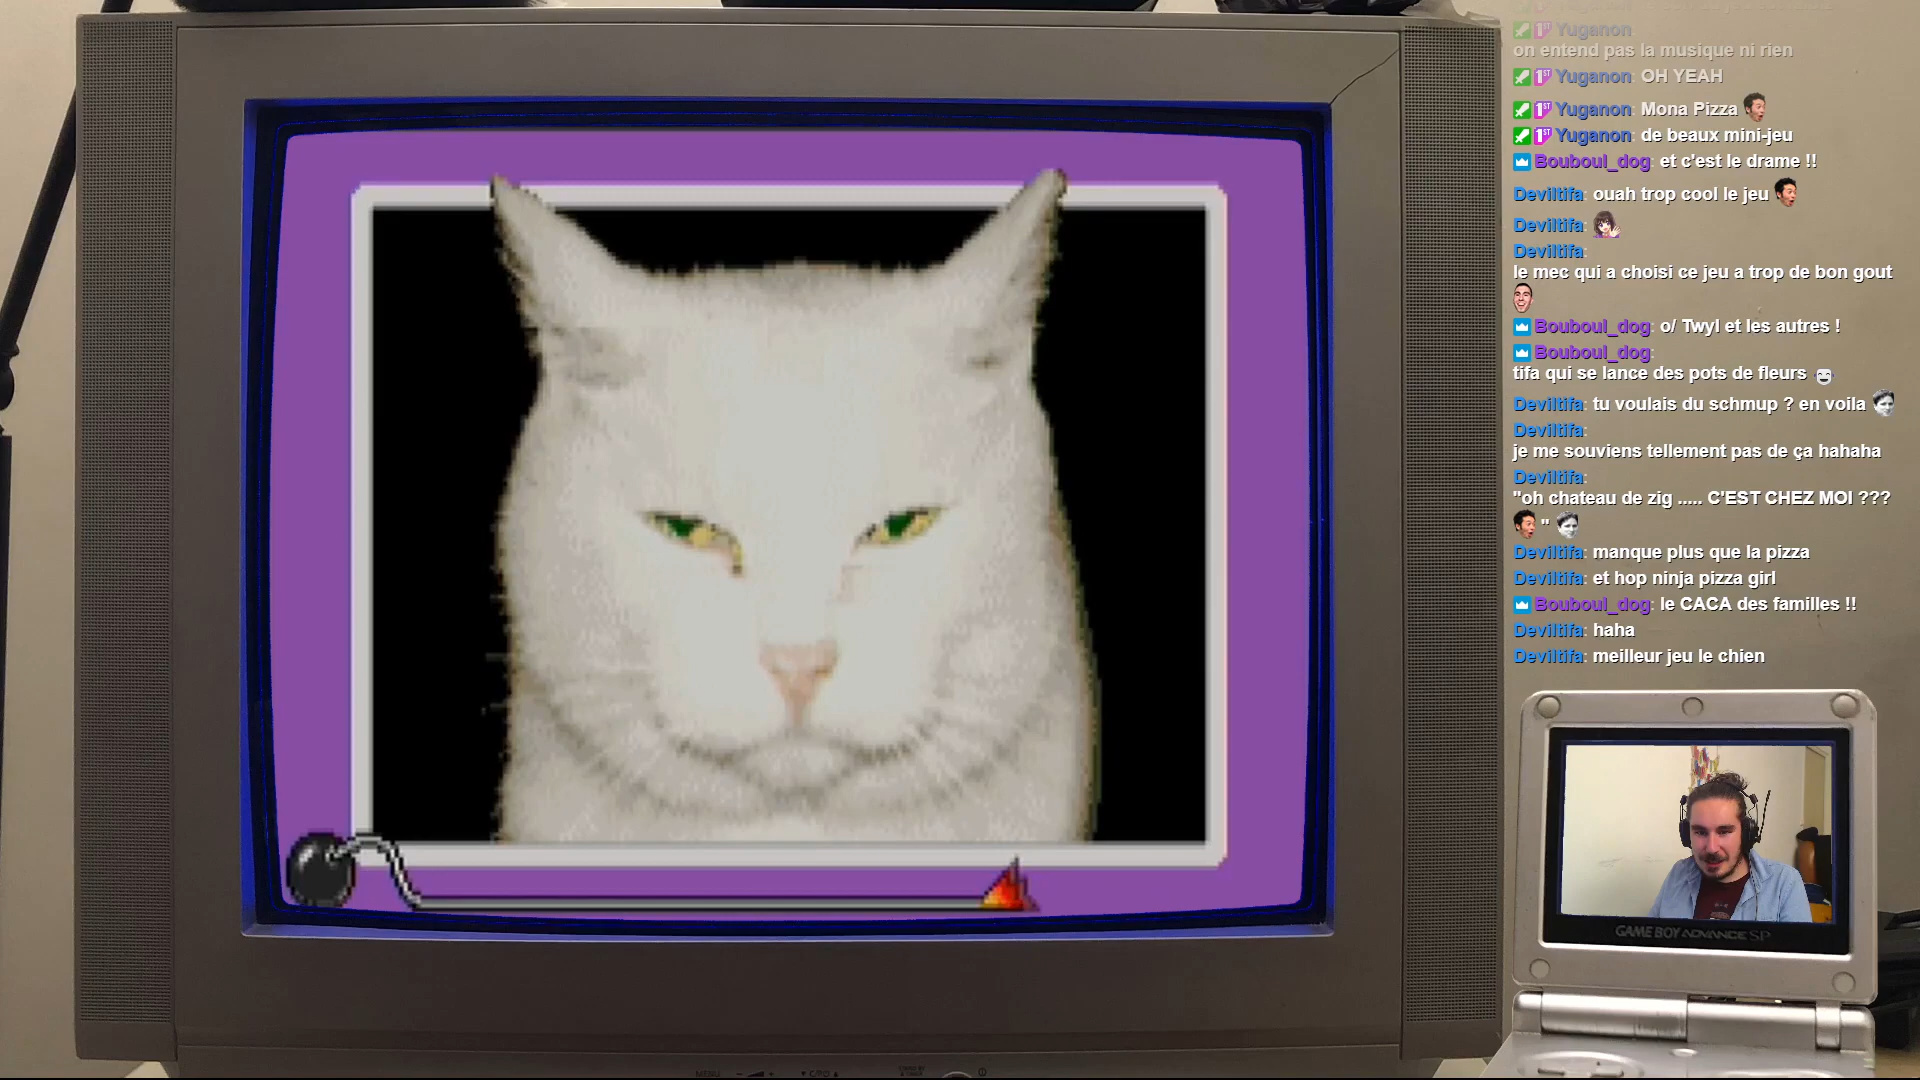 Yuganon
on entend pas la musique ni rien
1ST Yuganon: OH YEAH
1ST Yuganon: Mona Pizza
1ST Yuganon: de beaux mini-jeu
Bouboul_dog: et c'est le drame !!
Deviltifa: ouah trop cool le jeu
Deviltifa:
Deviltifa:
le mec qui a choisi ce jeu a trop de bon gout
Bouboul_dog: o/ Twyl et les autres !
Bouboul_dog:
tifa qui se lance des pots de fleurs
Deviltifa: tu voulais du schmup ? en voila
Deviltifa:
je me souviens tellement pas de ça hahaha
Deviltifa:
"oh chateau de zig ..... C'EST CHEZ MOI ???
"
Deviltifa: manque plus que la pizza
Deviltifa: et hop ninja pizza girl
Bouboul_dog: le CACA des familles !!
Deviltifa: haha
Deviltifa: meilleur jeu le chien
GAME BOY ADVANCE SP
MENU